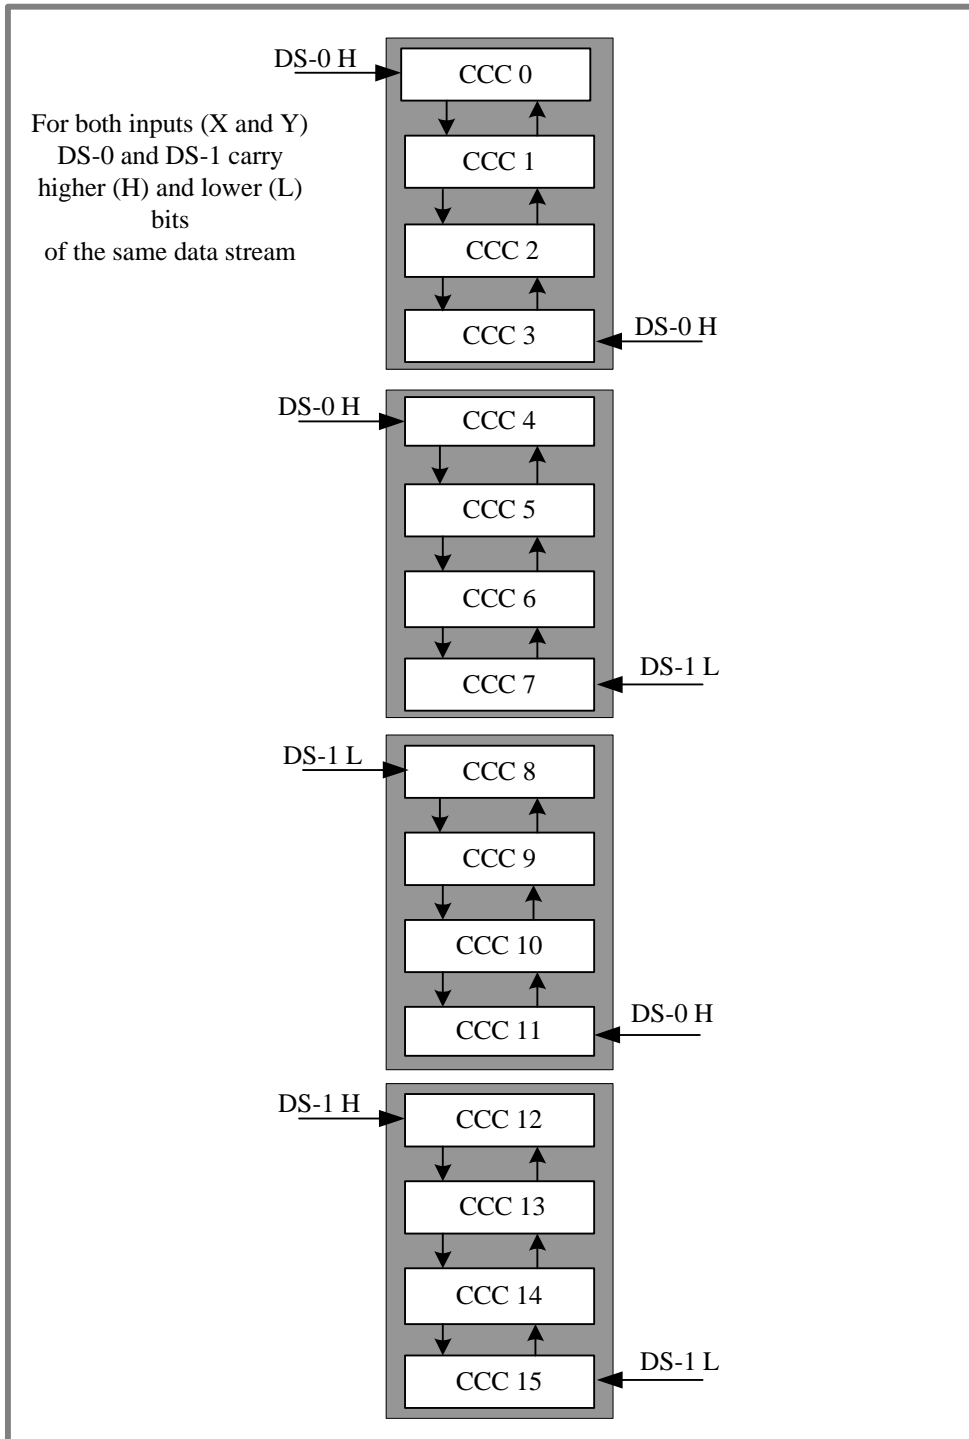 DS-0 H
CCC 0
For both inputs (X and Y)
DS-0 and DS-1 carry
higher (H) and lower (L)
bits
of the same data stream
CCC 1
CCC 2
CCC 3
DS-0 H
DS-0 H
CCC 4
CCC 5
CCC 6
CCC 7
DS-1 L
DS-1 L
CCC 8
CCC 9
CCC 10
CCC 11
DS-0 H
DS-1 H
CCC 12
CCC 13
CCC 14
CCC 15
DS-1 L